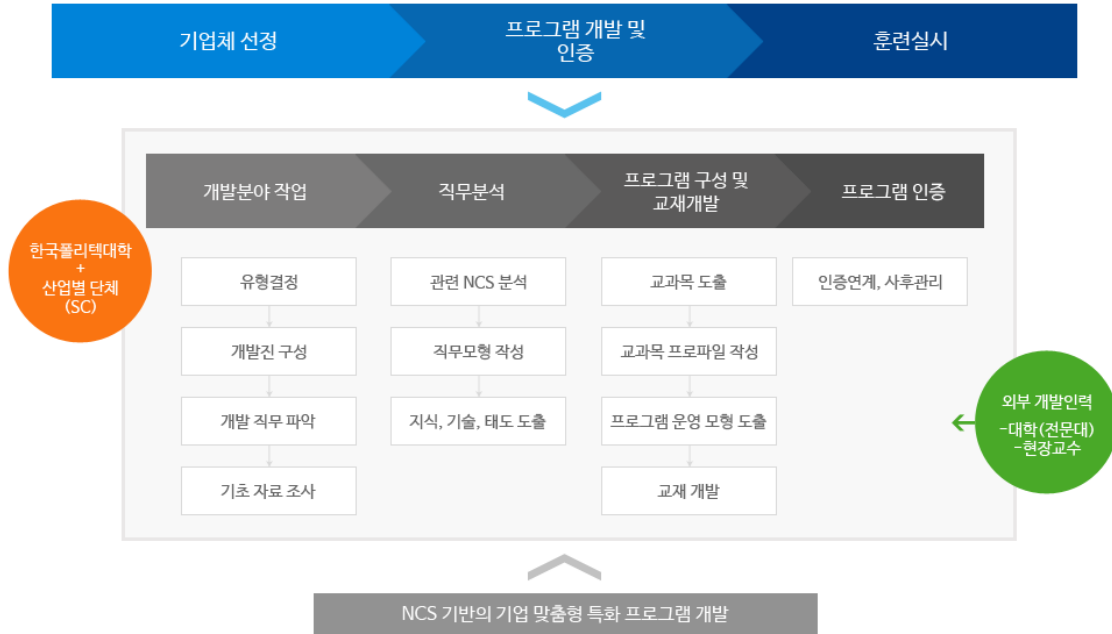 기업체 선정
프로그램 개발 및
인증
훈련실시
개발분야 작업
직무분석
프로그램 구성 및
교재개발
프로그램 인증
한국폴리텍대학
+
산업별 단체
(SC)
유형결정
개발진 구성
개발 직무 파악
기초 자료 조사
관련 NCS 분석
직무모형 작성
지식, 기술, 태도 도출
교과목 도출
교과목 프로파일 작성
프로그램 운영 모형 도출
교재 개발
인증연계, 사후관리
외부 개발인력
-대학(전문대)
-현장교수
NCS 기반의 기업 맞춤형 특화 프로그램 개발